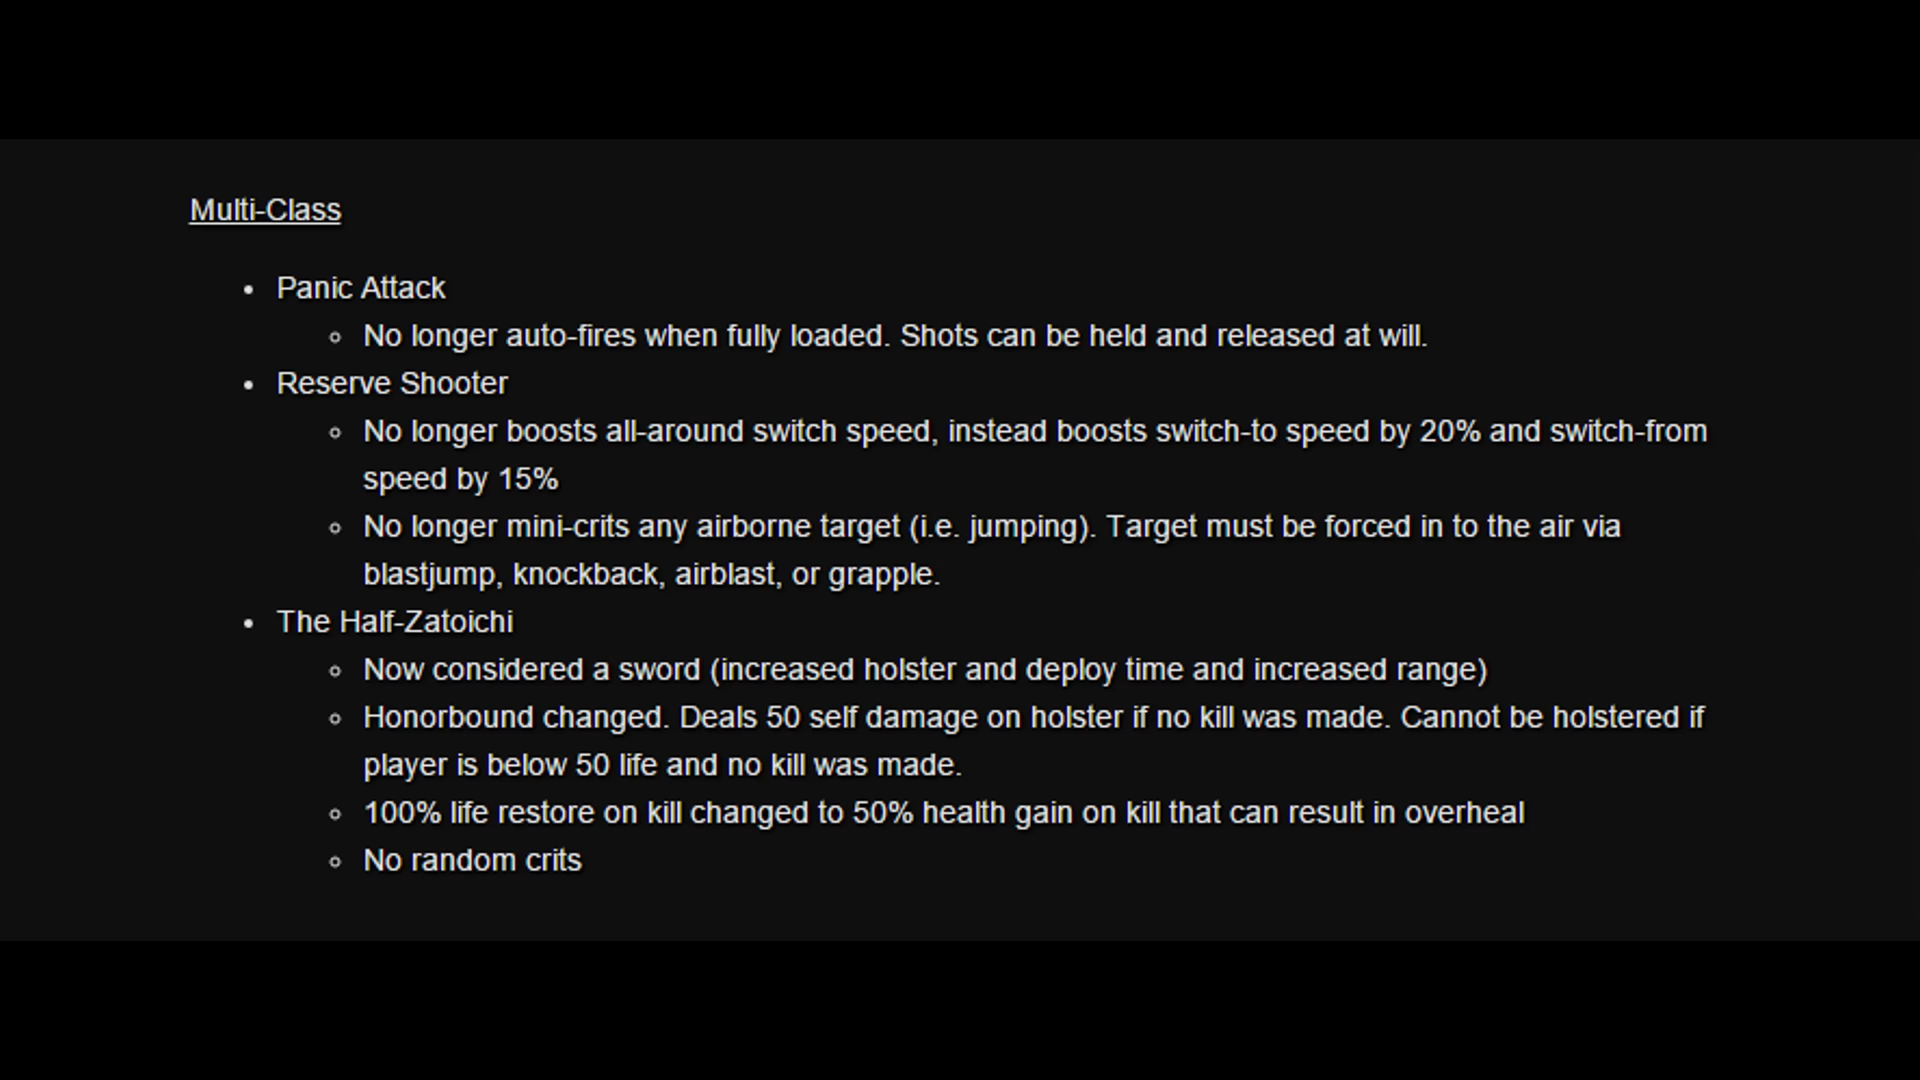 Multi-Class
Panic Attack
No longer auto-fires when fully loaded. Shots can be held and released at will.
Reserve Shooter
No longer boosts all-around switch speed, instead boosts switch-to speed by 20% and switch-from
speed by 15%
No longer mini-crits any airborne target (i.e. jumping). Target must be forced in to the air via
blastjump, knockback, airblast, or grapple.
The Half-Zatoichi
Now considered a sword (increased holster and deploy time and increased range)
Honorbound changed. Deals 50 self damage on holster if no kill was made. Cannot be holstered if
player is below 50 life and no kill was made.
100% life restore on kill changed to 50% health gain on kill that can result in overheal
No random crits